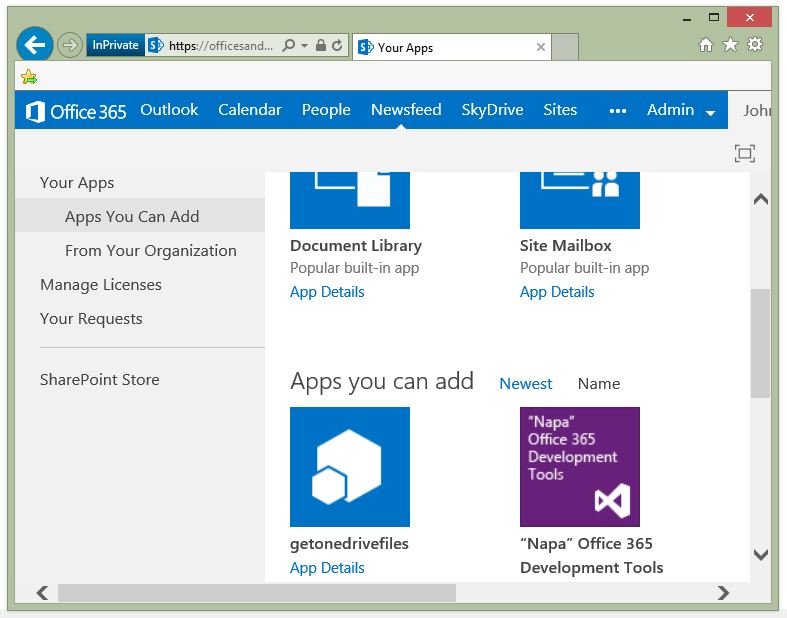 InPrivate
https://officesand...
Your Apps
Office 365
Outlook
Calendar
People
Newsfeed
SkyDrive
Sites
•••
Admin
John
Your Apps
Apps You Can Add
From Your Organization
Manage Licenses
Your Requests
SharePoint Store
Document Library
Popular built-in app
App Details
Site Mailbox
Popular built-in app
App Details
Apps you can add
Newest
Name
getonedrivefiles
App Details
“Napa”
Office 365
Development
Tools
“Napa” Office 365
Development Tools